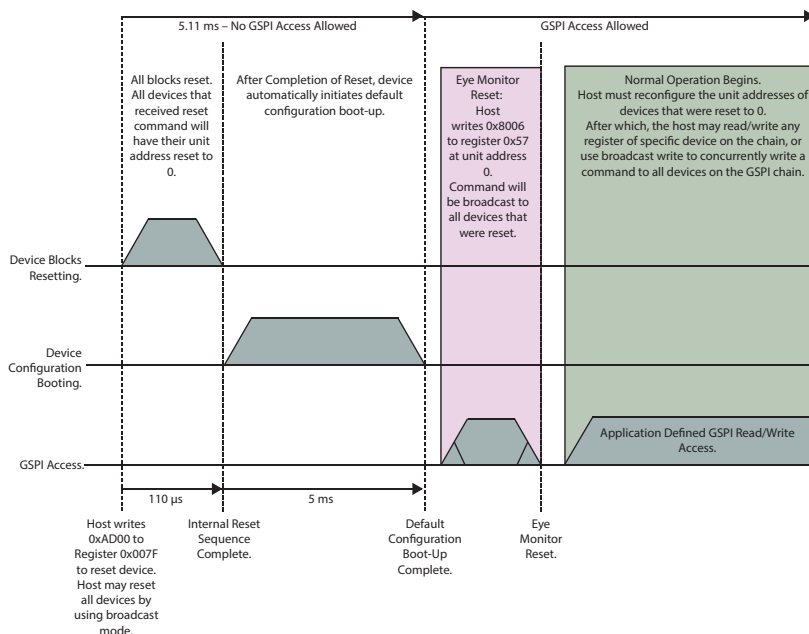 5.11 ms – No GSPI Access Allowed
GSPI Access Allowed
All blocks reset.
All devices that
received reset
command will
have their unit
address reset to
0.
After Completion of Reset, device
automatically initiates default
configuration boot-up.
Eye Monitor
Reset:
Host
writes 0x8006
to register 0x57
at unit address
0.
Command will
be broadcast to
all devices that
were reset.
Normal Operation Begins.
Host must reconfigure the unit addresses of
devices that were reset to 0.
After which, the host may read/write any
register of specific device on the chain, or
use broadcast write to concurrently write a
command to all devices on the GSPI chain.
Device Blocks
Resetting.
Device
Configuration
Booting.
GSPI Access.
Application Defined GSPI Read/Write
Access.
110 µs
5 ms
Host writes
0xAD00 to
Register 0x007F
to reset device.
Host may reset
all devices by
using broadcast
mode.
Internal Reset
Sequence
Complete.
Default
Configuration
Boot-Up
Complete.
Eye
Monitor
Reset.